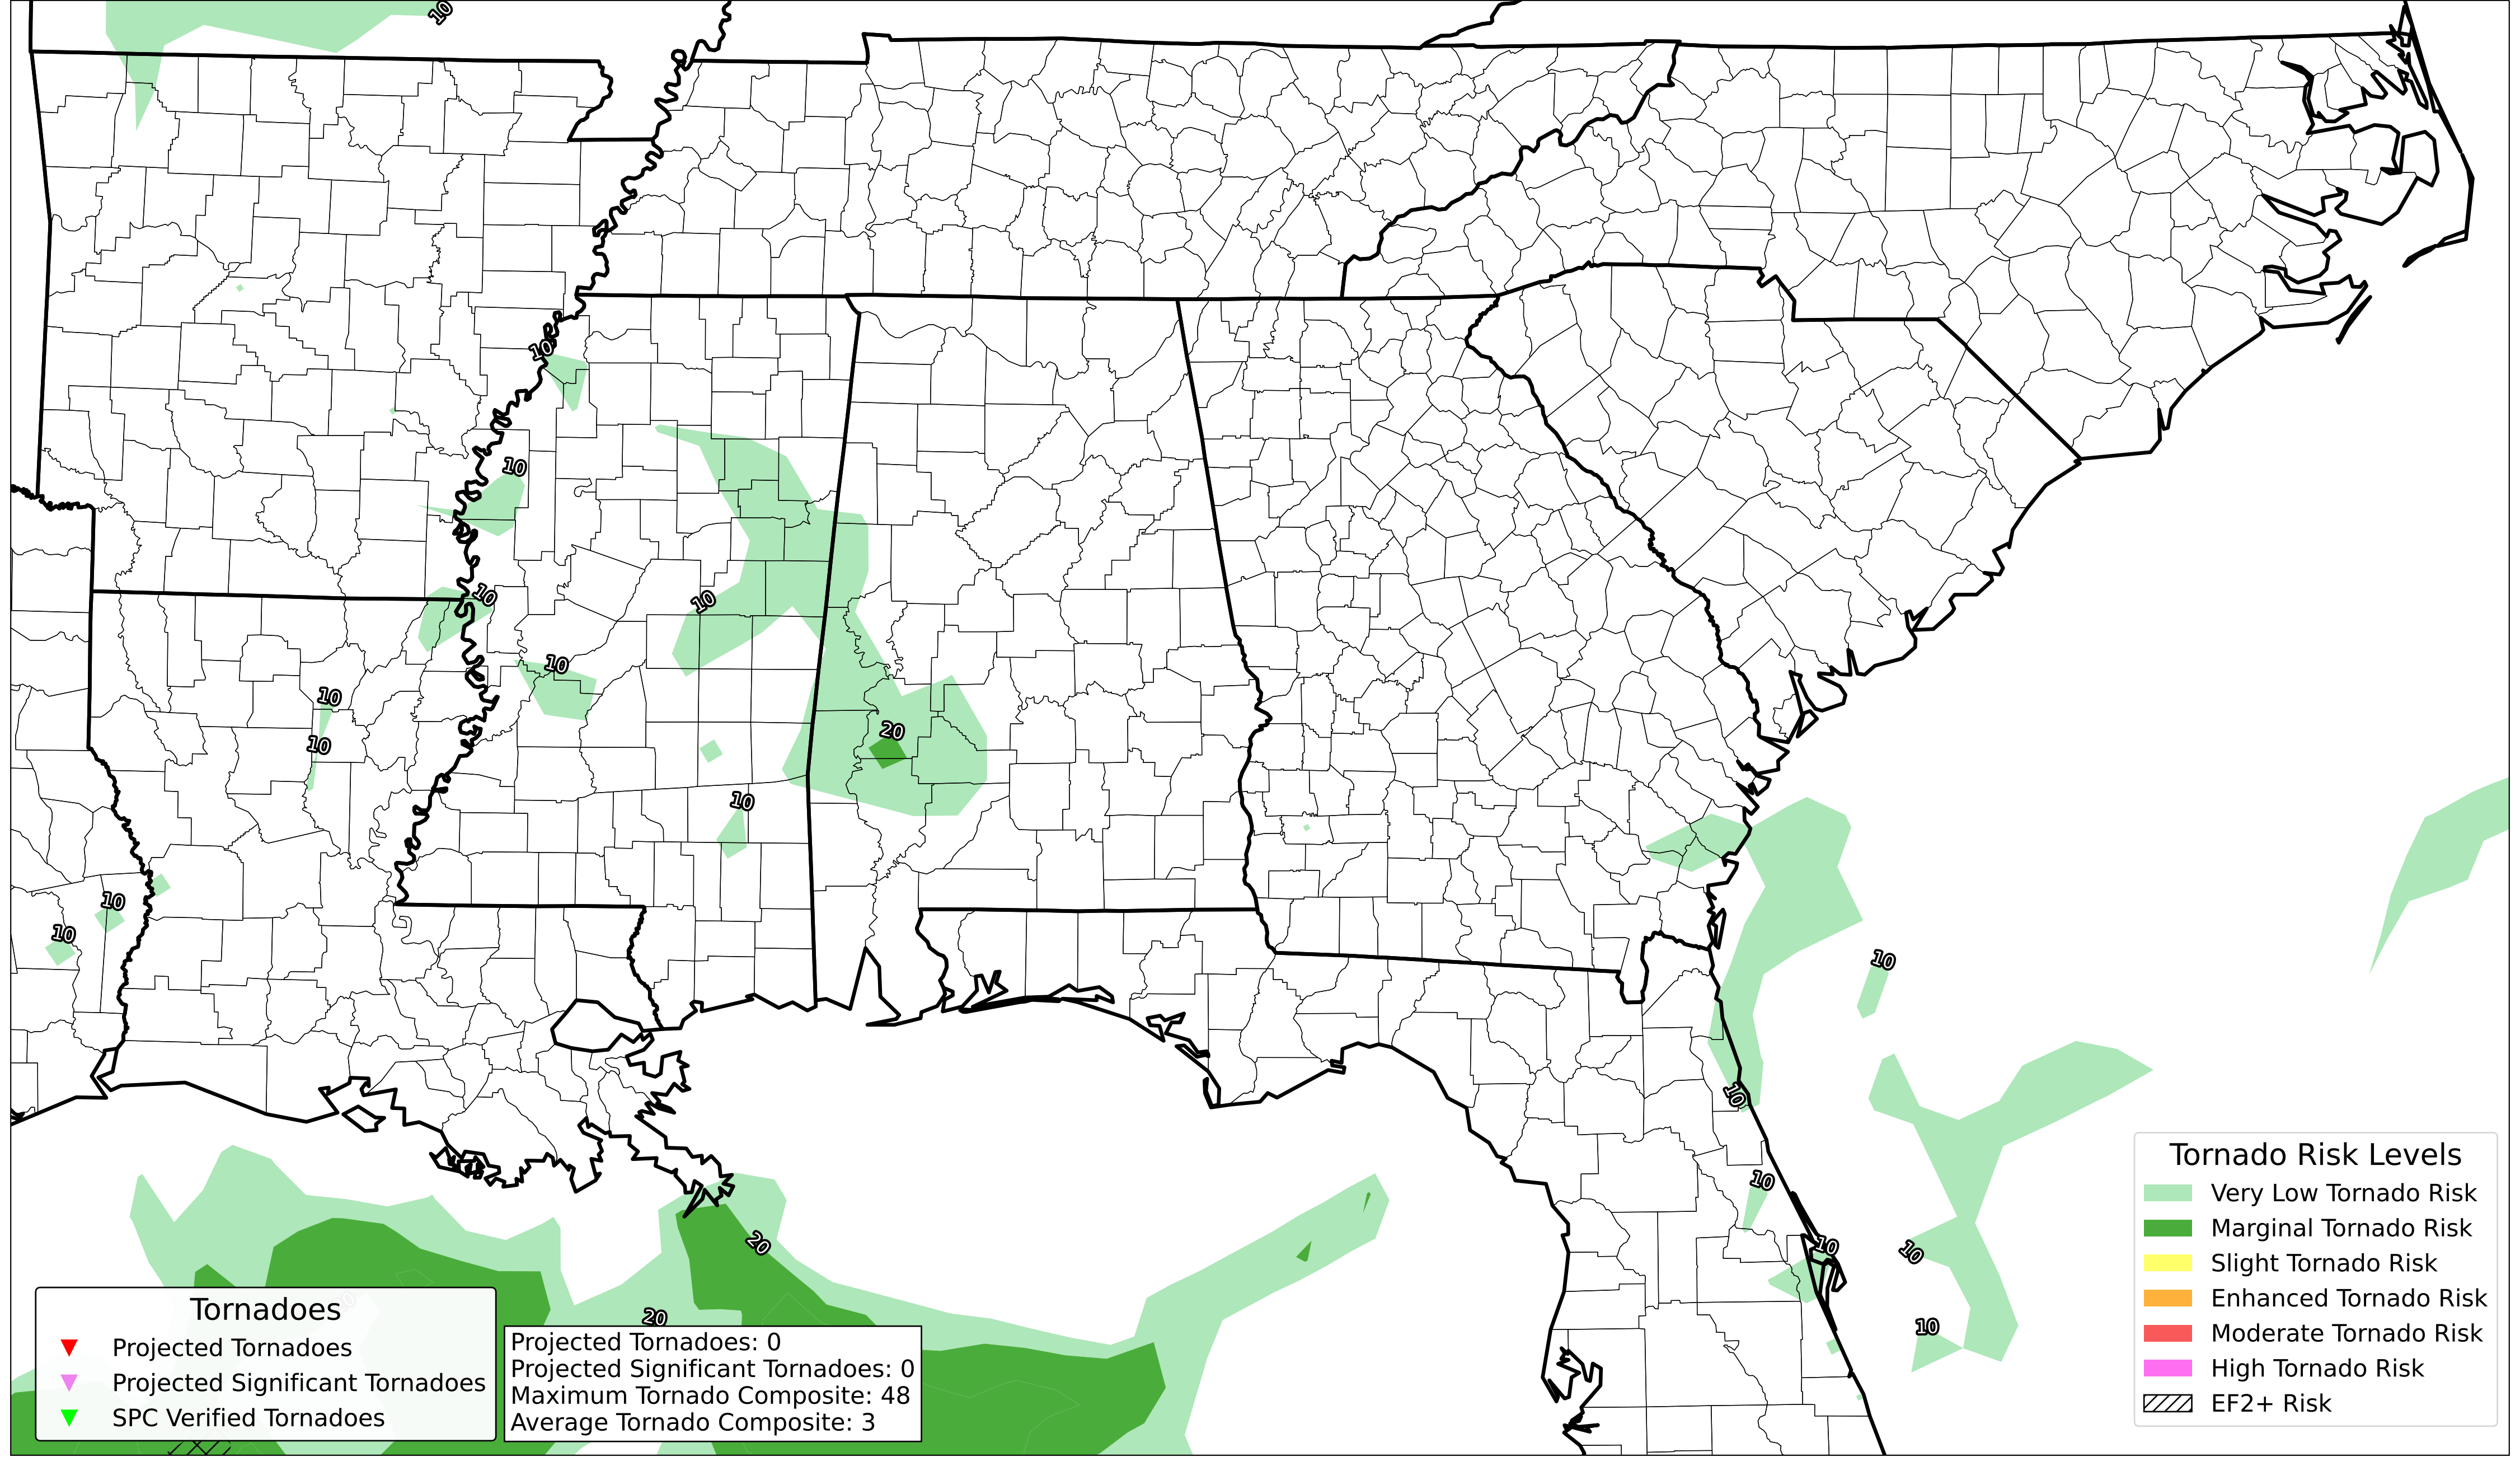 10
10
10
10
10
10
10
10
20
10
10
10
10
10
10
10
20
10
10
20
10
Tornado Risk Levels
Very Low Tornado Risk
Marginal Tornado Risk
Slight Tornado Risk
Enhanced Tornado Risk
Moderate Tornado Risk
High Tornado Risk
EF2+ Risk
Tornadoes
Projected Tornadoes
Projected Significant Tornadoes
SPC Verified Tornadoes
Projected Tornadoes: 0
Projected Significant Tornadoes: 0
Maximum Tornado Composite: 48
Average Tornado Composite: 3